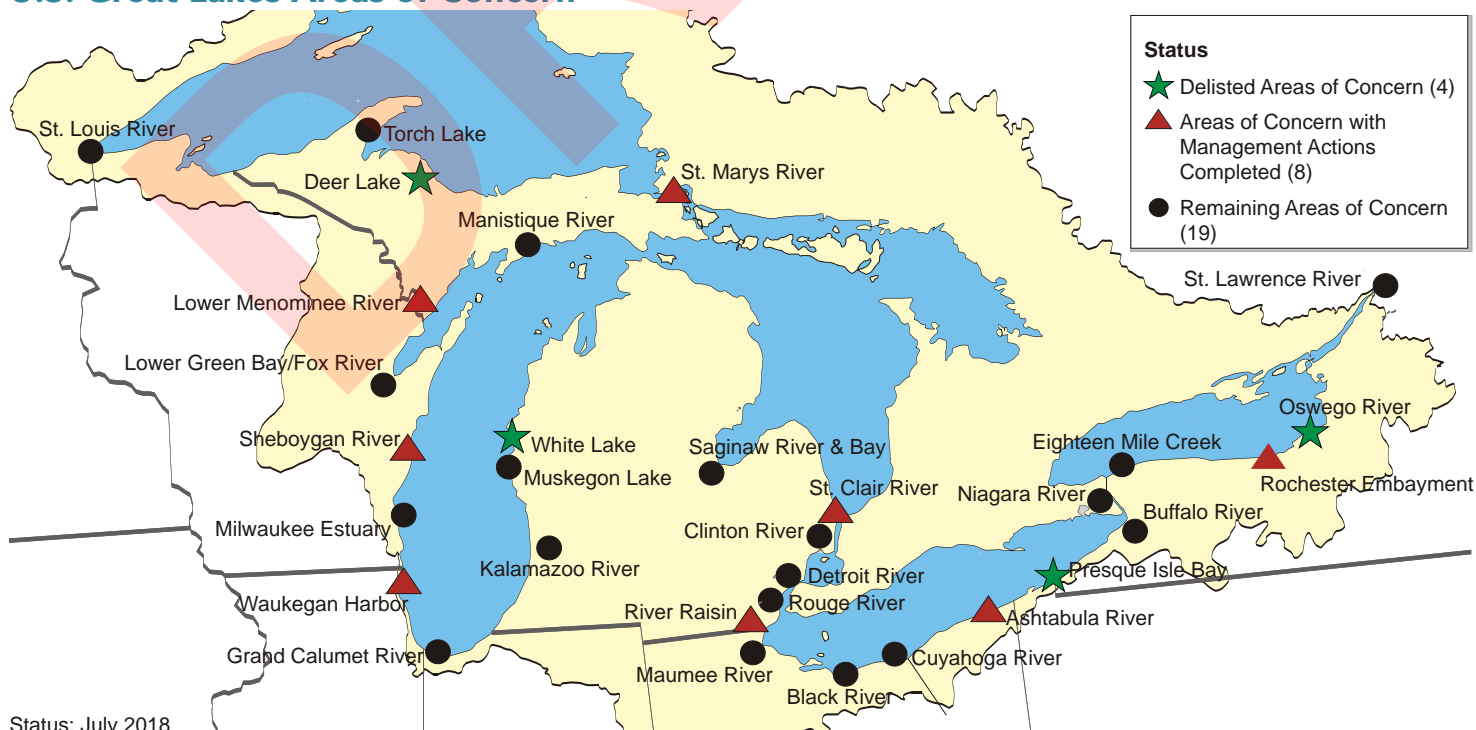 U.S. Great Lakes Areas of Concern
Status
Delisted Areas of Concern (4)
Areas of Concern with
Management Actions
Completed (8)
Remaining Areas of Concern
(19)
St. Louis River
Torch Lake
Deer Lake
St. Marys River
Manistique River
St. Lawrence River
Lower Menominee River
Lower Green Bay/Fox River
Oswego River
Sheboygan River
White Lake
Saginaw River & Bay
Eighteen Mile Creek
Muskegon Lake
Rochester Embayment
St. Clair River
Niagara River
Buffalo River
Milwaukee Estuary
Clinton River
Kalamazoo River
Detroit River
Presque Isle Bay
Waukegan Harbor
River Raisin
Rouge River
Ashtabula River
Grand Calumet River
Maumee River
Cuyahoga River
Black River
Status: July 2018